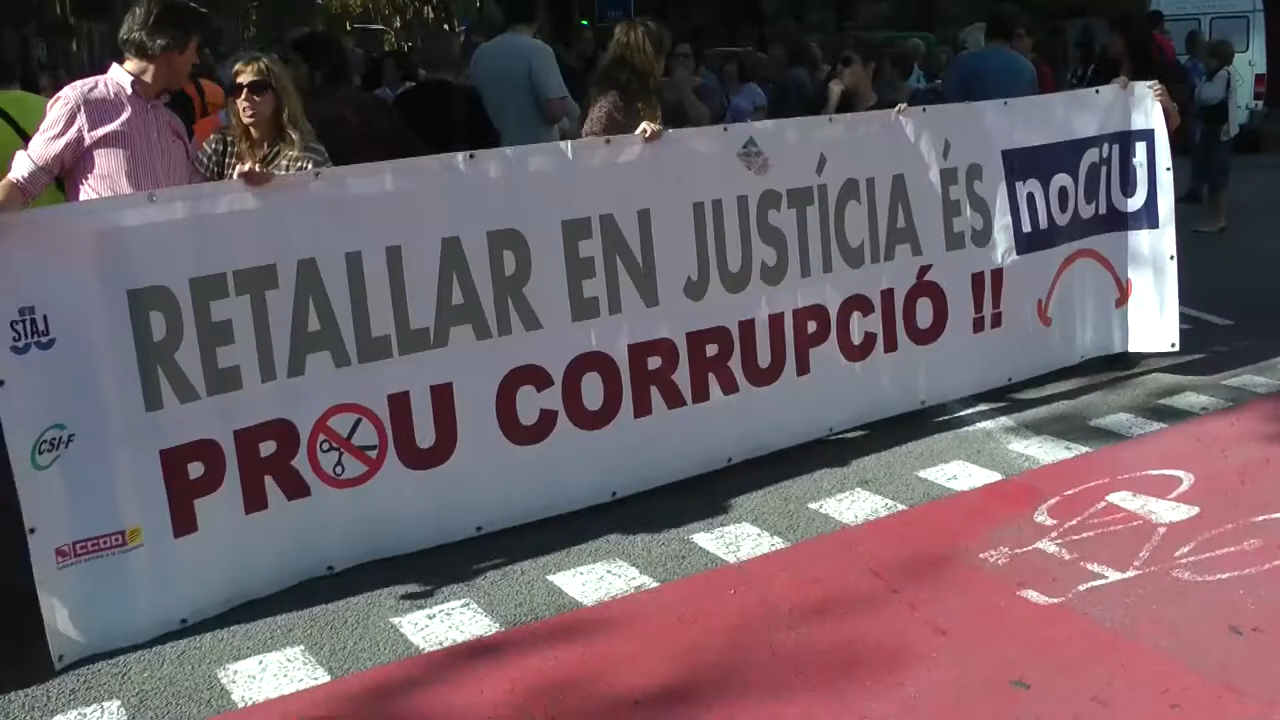 RETALLAR EN JUSTÍCIA ÉS noCiU
PROU CORRUPCIÓ !!
STAJ
CSI-F
CCOO